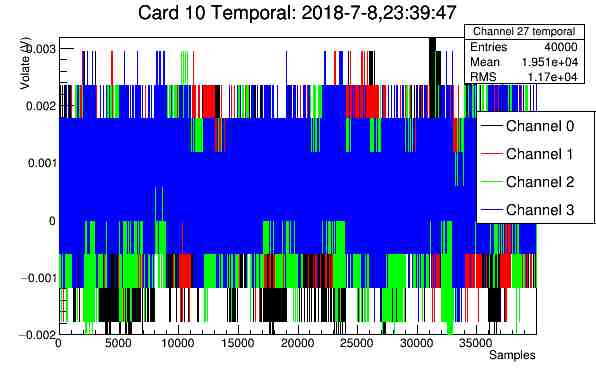 Card 10 Temporal: 2018-7-8,23:39:47
Channel 27 temporal
Entries 40000
Mean 1.951e+04
RMS 1.17e+04
Volate (V)
0.003
0.002
0.001
0
-0.001
-0.002
Channel 0
Channel 1
Channel 2
Channel 3
0 5000 10000 15000 20000 25000 30000 35000
Samples